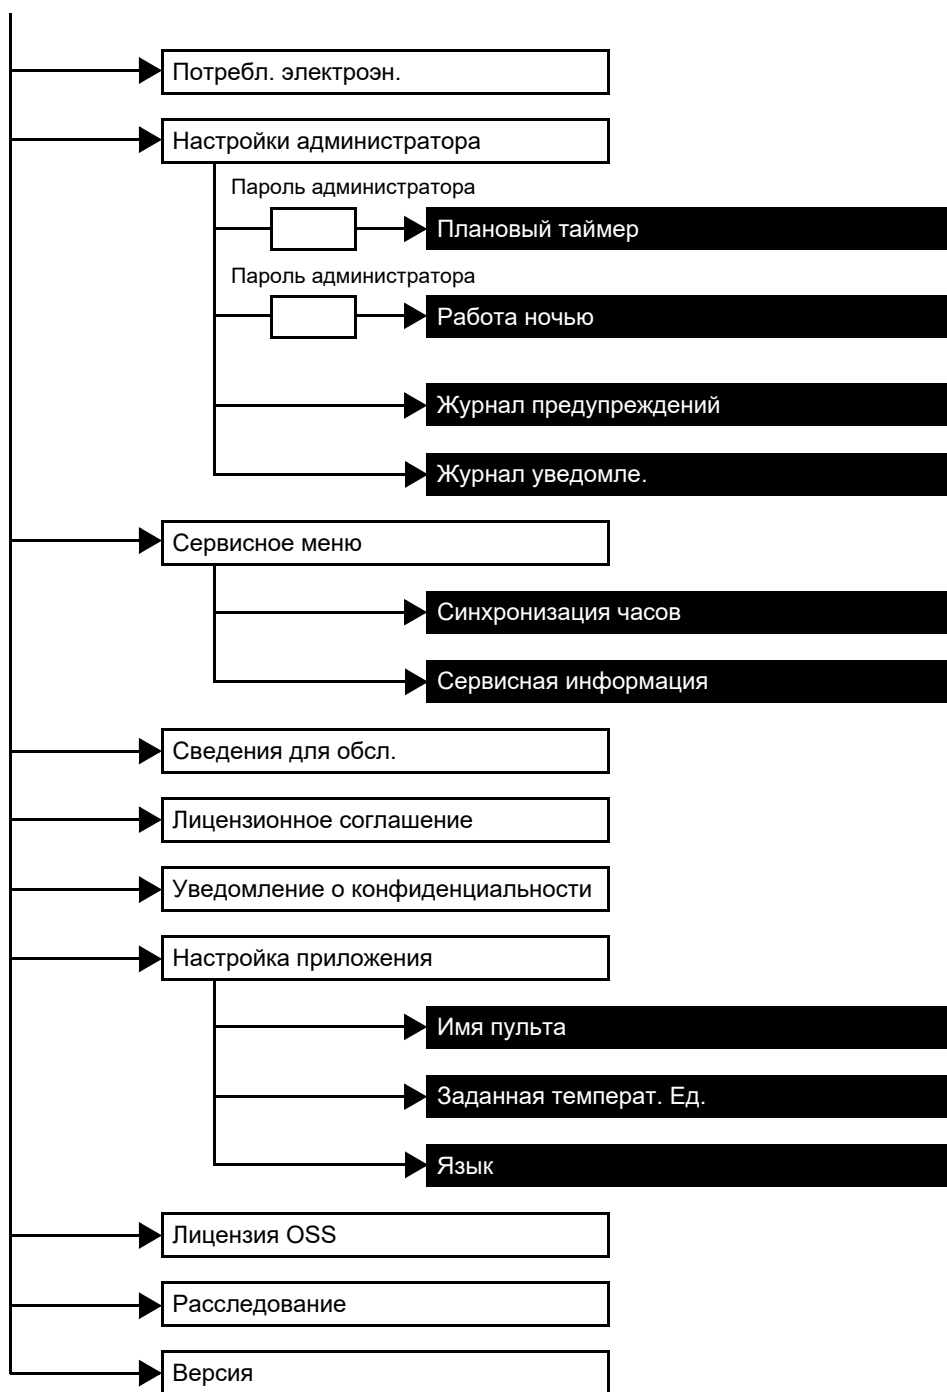 Потребл. электроэн.
Настройки администратора
Пароль администратора
Плановый таймер
Пароль администратора
Работа ночью
Журнал предупреждений
Журнал уведомле.
Сервисное меню
Синхронизация часов
Сервисная информация
Сведения для обсл.
Лицензионное соглашение
Уведомление о конфиденциальности
Настройка приложения
Имя пульта
Заданная температ. Ед.
Язык
Лицензия OSS
Расследование
Версия